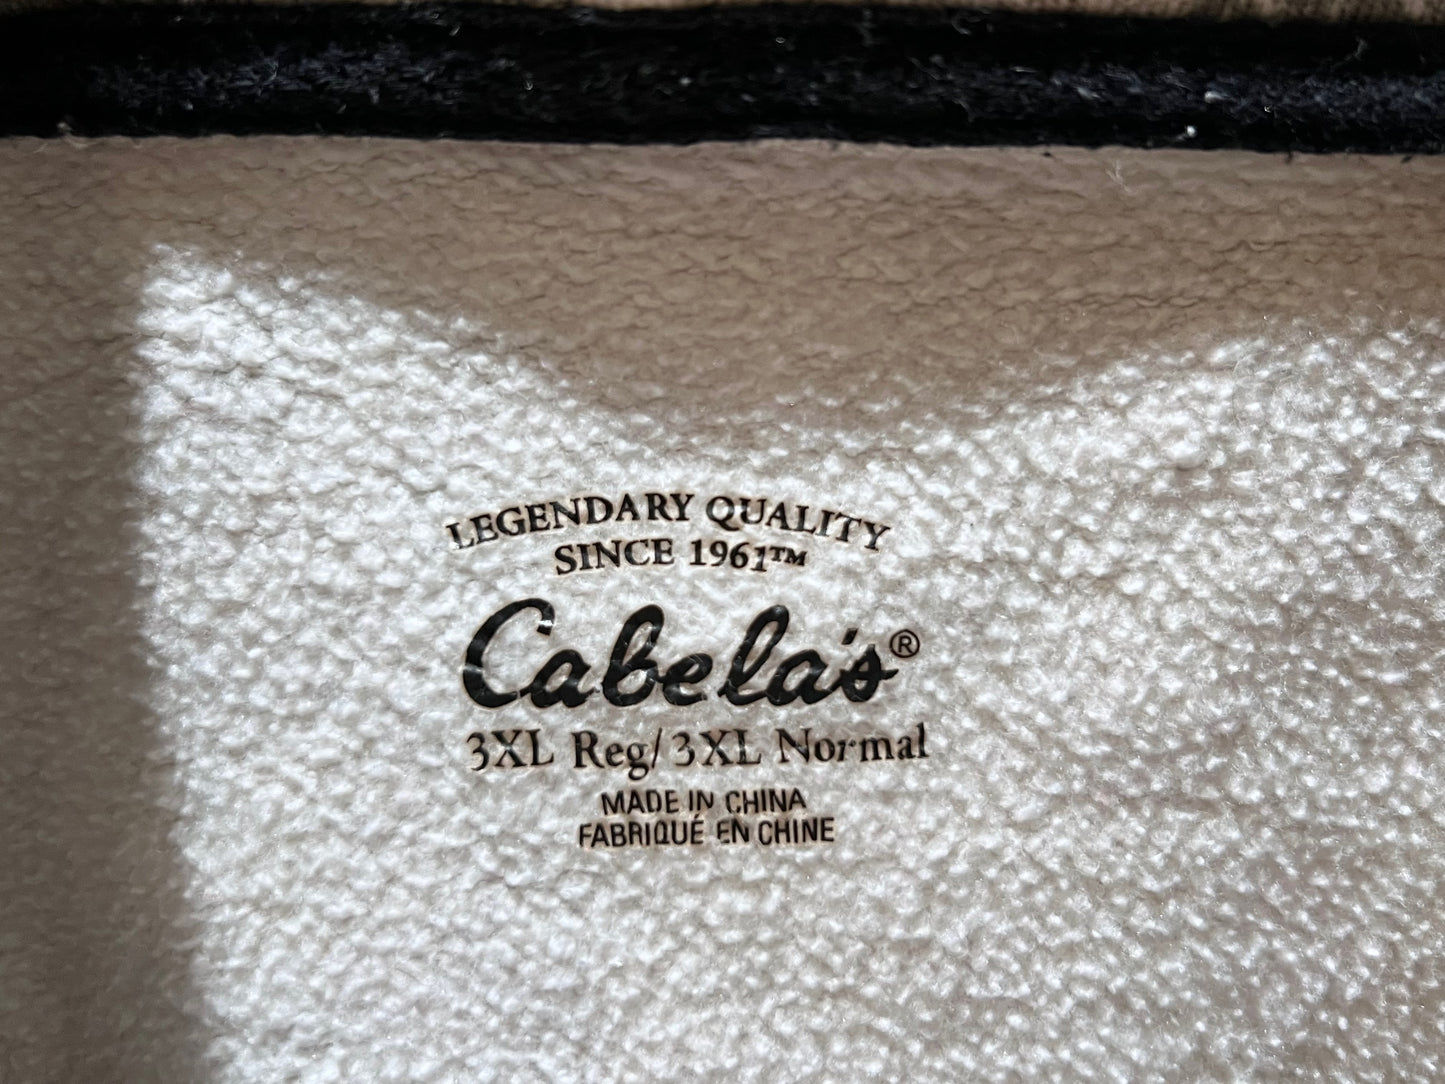 LEGENDARY QUALITY
SINCE 1961™
Cabela's®
3XL Reg/ 3XL Normal
MADE IN CHINA
FABRIQUÉ EN CHINE